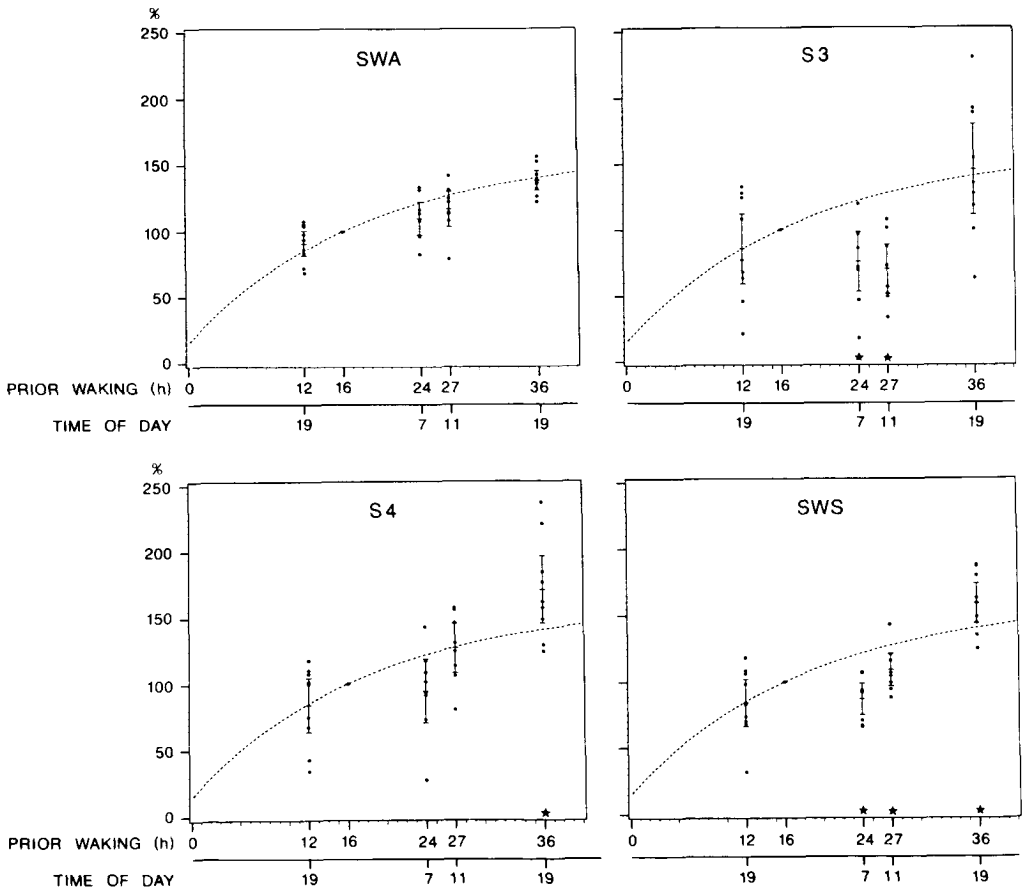 %
250
200
150
100
50
0
SWA
PRIOR WAKING (h) 0 12 16 24 27 36
TIME OF DAY 19 7 11 19
S3
0 12 16 24 27 36
19 7 11 19
%
250
200
150
100
50
0
S4
PRIOR WAKING (h) 0 12 16 24 27 36
TIME OF DAY 19 7 11 19
SWS
0 12 16 24 27 36
19 7 11 19